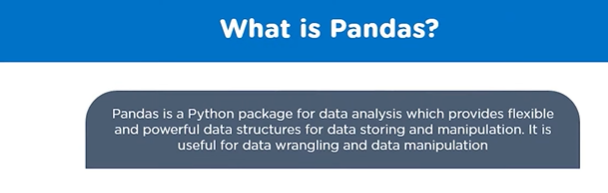 What is Pandas?
Pandas is a Python package for data analysis which provides flexible
and powerful data structures for data storing and manipulation. It is
useful for data wrangling and data manipulation